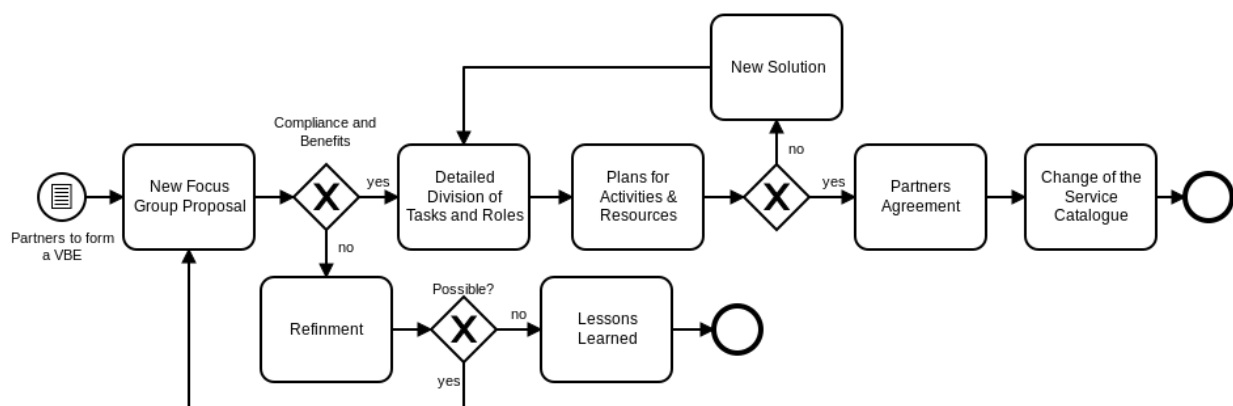 New Solution
Compliance and
Benefits
no
New Focus
Group Proposal
yes
Detailed
Division of
Tasks and Roles
Plans for
Activities &
Resources
yes
Partners
Agreement
Change of the
Service
Catalogue
Partners to form
a VBE
no
Refinment
Possible?
no
Lessons
Learned
yes